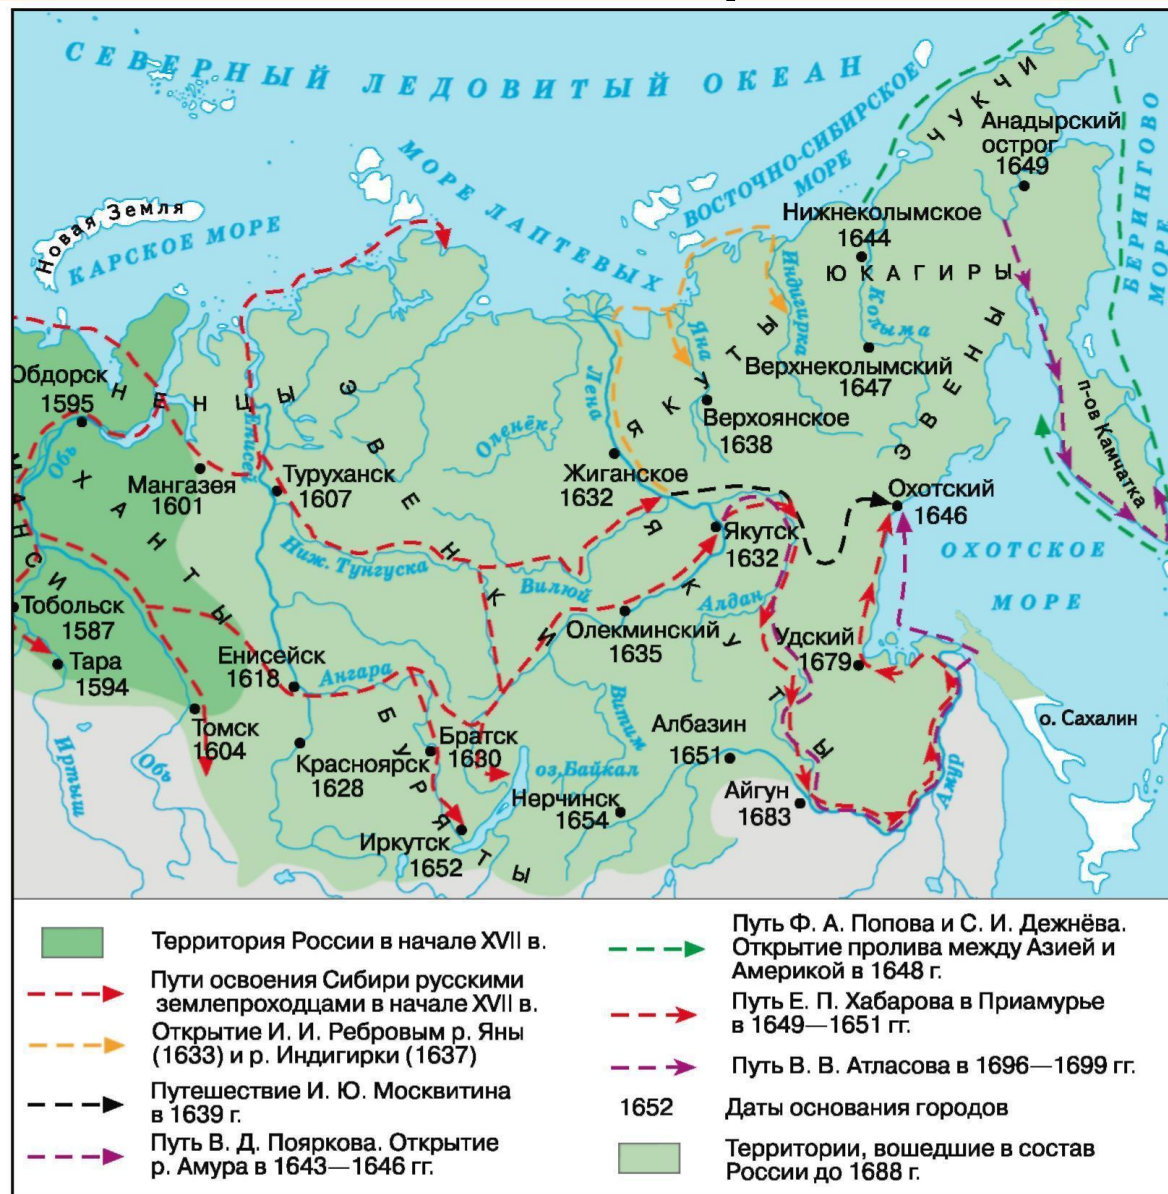 СЕВЕРНЫЙ ЛЕДОВИТЫЙ ОКЕАН
Новая Земля
КАРСКОЕ МОРЕ
МОРЕ ЛАПТЕВЫХ
ВОСТОЧНО-СИБИРСКОЕ
МОРЕ
БЕРИНГОВО
МОРЕ
ЧУКЧИ
Анадырский
острог
1649
Нижнеколымское
1644
ЮКАГИРЫ
Индигирка
Колыма
Яна
Лена
Верхнеколымский
1647
ЭВЕНЫ
п-ов Камчатка
Обдорск
1595
НЕНЦЫ
ЭВЕНКИ
ЯКУТЫ
Верхоянское
1638
Оленёк
Енисей
Обь
ХАНТЫ
МАНСИ
Мангазея
1601
Туруханск
1607
Жиганское
1632
Охотский
1646
Якутск
1632
ЯКУТЫ
ОХОТСКОЕ
МОРЕ
Ниж. Тунгуска
Вилюй
Алдан
Тобольск
1587
Олекминский
1635
Удский
1679
Тара
1594
Енисейск
1618
Ангара
Витим
Томск
1604
БУРЯТЫ
Братск
1630
Албазин
1651
о. Сахалин
Иртыш
Обь
Красноярск
1628
оз. Байкал
Нерчинск
1654
Айгун
1683
Амур
Иркутск
1652
Территория России в начале XVII в.
Пути освоения Сибири русскими
землепроходцами в начале XVII в.
Открытие И. И. Ребровым р. Яны
(1633) и р. Индигирки (1637)
Путешествие И. Ю. Москвитина
в 1639 г.
Путь В. Д. Пояркова. Открытие
р. Амура в 1643—1646 гг.
Путь Ф. А. Попова и С. И. Дежнёва.
Открытие пролива между Азией и
Америкой в 1648 г.
Путь Е. П. Хабарова в Приамурье
в 1649—1651 гг.
Путь В. В. Атласова в 1696—1699 гг.
1652 Даты основания городов
Территории, вошедшие в состав
России до 1688 г.